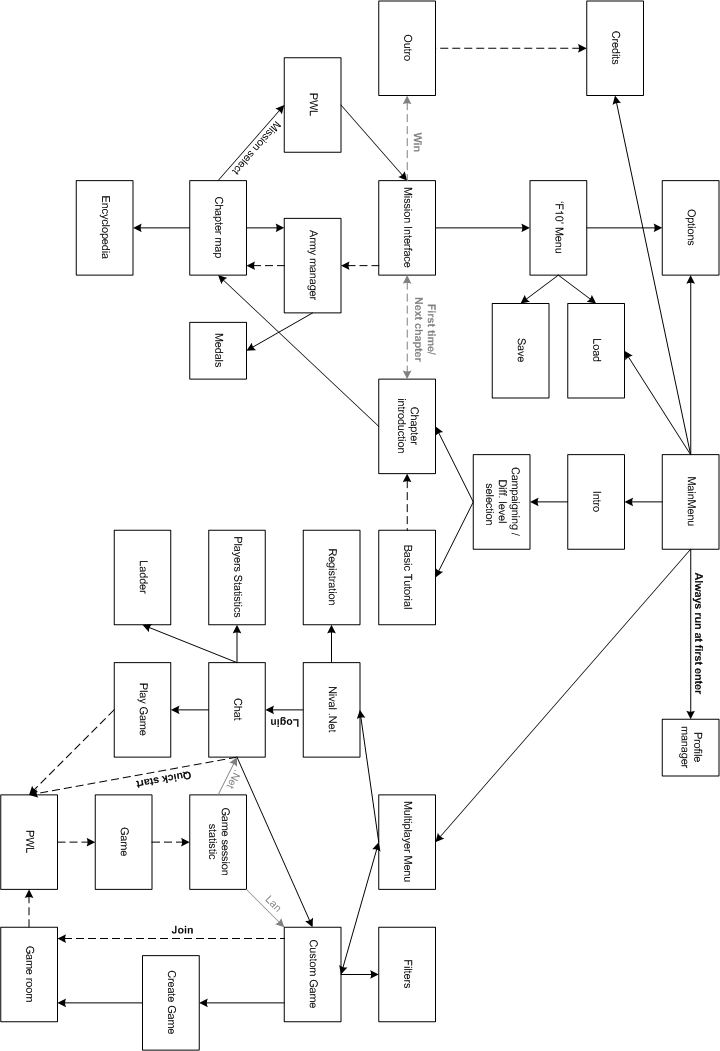 MainMenu
Options
Credits
Always run at first enter
Profile
manager
'F10' Menu
Load
Save
Intro
Campaigning /
Diff. level
selection
Outro
Win
Mission Interface
First time/
Next chapter
Chapter
introduction
Basic Tutorial
Multiplayer Menu
Filters
PWL
Mission select
Army manager
Chapter map
Medals
Encyclopedia
Registration
Nival .Net
Login
Players Statistics
Ladder
Chat
Play Game
Quick start
.Net
Game session
statistic
Lan
Custom Game
Game
PWL
Join
Create Game
Game room